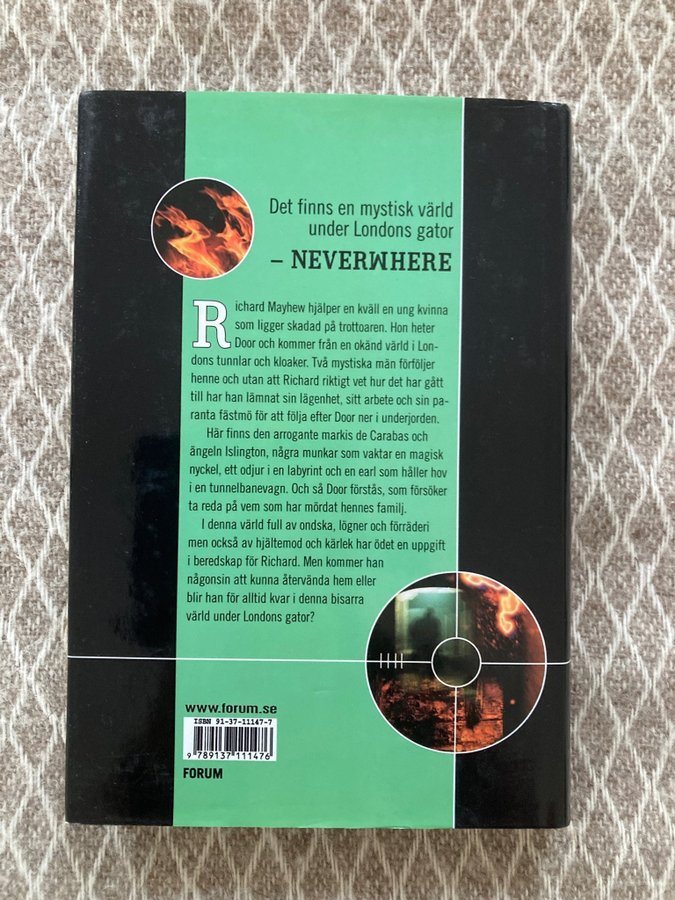 Det finns en mystisk värld
under Londons gator
– NEVERWHERE
Richard Mayhew hjälper en kväll en ung kvinna
som ligger skadad på trottoaren. Hon heter
Door och kommer från en okänd värld i Lon-
dons tunnlar och kloaker. Två mystiska män förföljer
henne och utan att Richard riktigt vet hur det har gått
till har han lämnat sin lägenhet, sitt arbete och sin pa-
ranta fästmö för att följa efter Door ner i underjorden.
Här finns den arrogante markis de Carabas och
ängeln Islington, några munkar som vaktar en magisk
nyckel, ett odjur i en labyrint och en earl som håller hov
i en tunnelbanevagn. Och så Door förstås, som försöker
ta reda på vem som har mördat hennes familj.
I denna värld full av ondska, lögner och förräderi
men också av hjältemod och kärlek har ödet en uppgift
i beredskap för Richard. Men kommer han
någonsin att kunna återvända hem eller
blir han för alltid kvar i denna bisarra
värld under Londons gator?
www.forum.se
ISBN 91-37-11147-7
9 789137 111476
FORUM